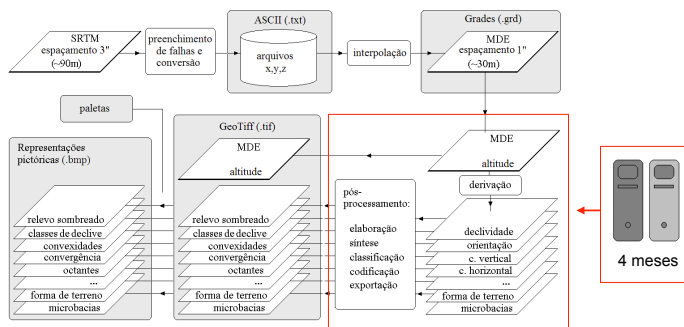 SRTM
espaçamento 3"
(~90m)
preenchimento
de falhas e
conversão
ASCII (.txt)
arquivos
x,y,z
interpolação
Grades (.grd)
MDE
espaçamento 1"
(~30m)
paletas
Representações
pictóricas (.bmp)
relevo sombreado
classes de declive
convexidades
convergência
octantes
...
forma de terreno
microbacias
GeoTiff (.tif)
MDE
altitude
relevo sombreado
classes de declive
convexidades
convergência
octantes
...
forma de terreno
microbacias
pós-
processamento:
elaboração
síntese
classificação
codificação
exportação
MDE
altitude
derivação
declividade
orientação
c. vertical
c. horizontal
...
forma de terreno
microbacias
4 meses